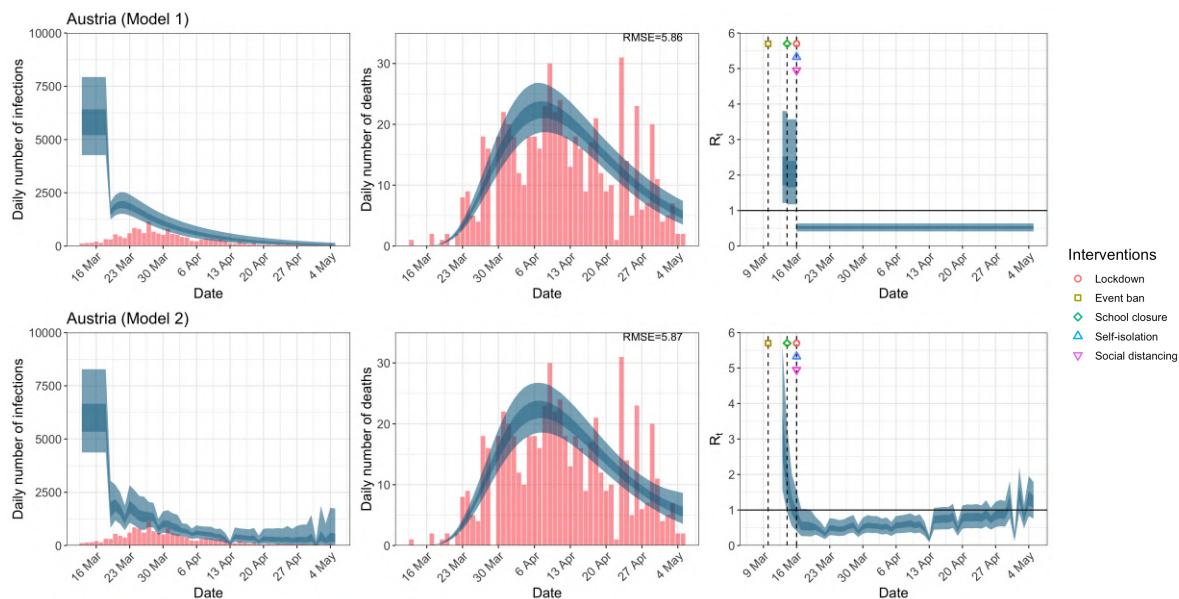 Austria (Model 1)
Daily number of infections
10000
7500
5000
2500
0
16 Mar
23 Mar
30 Mar
6 Apr
13 Apr
20 Apr
27 Apr
4 May
Date
RMSE=5.86
Daily number of deaths
30
20
10
0
16 Mar
23 Mar
30 Mar
6 Apr
13 Apr
20 Apr
27 Apr
4 May
Date
Rt
6
5
4
3
2
1
0
9 Mar
16 Mar
23 Mar
30 Mar
6 Apr
13 Apr
20 Apr
27 Apr
4 May
Date
Interventions
Lockdown
Event ban
School closure
Self-isolation
Social distancing
Austria (Model 2)
Daily number of infections
10000
7500
5000
2500
0
16 Mar
23 Mar
30 Mar
6 Apr
13 Apr
20 Apr
27 Apr
4 May
Date
RMSE=5.87
Daily number of deaths
30
20
10
0
16 Mar
23 Mar
30 Mar
6 Apr
13 Apr
20 Apr
27 Apr
4 May
Date
Rt
6
5
4
3
2
1
0
9 Mar
16 Mar
23 Mar
30 Mar
6 Apr
13 Apr
20 Apr
27 Apr
4 May
Date